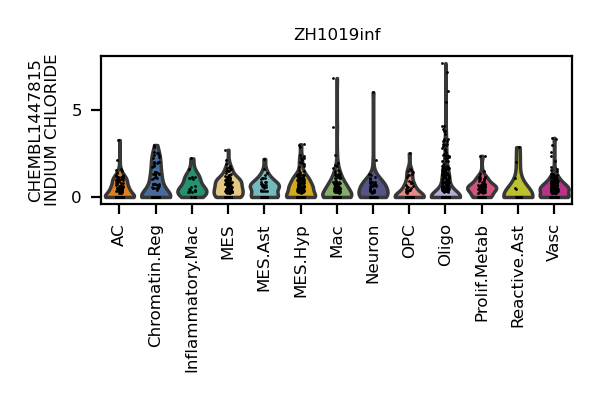 ZH1019inf
CHEMBL1447815
INDIUM CHLORIDE
5
0
AC
Chromatin.Reg
Inflammatory.Mac
MES
MES.Ast
MES.Hyp
Mac
Neuron
OPC
Oligo
Prolif.Metab
Reactive.Ast
Vasc